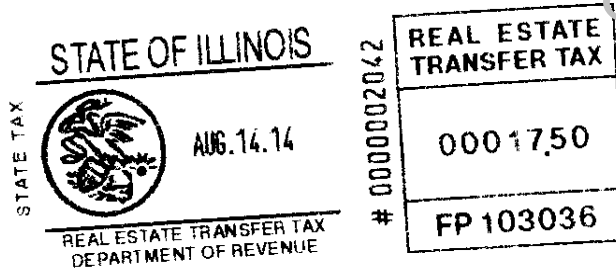 STATE OF ILLINOIS
STATE TAX
AUG.14.14
REAL ESTATE TRANSFER TAX
DEPARTMENT OF REVENUE
# 0000002042
REAL ESTATE
TRANSFER TAX
0001750
FP 103036